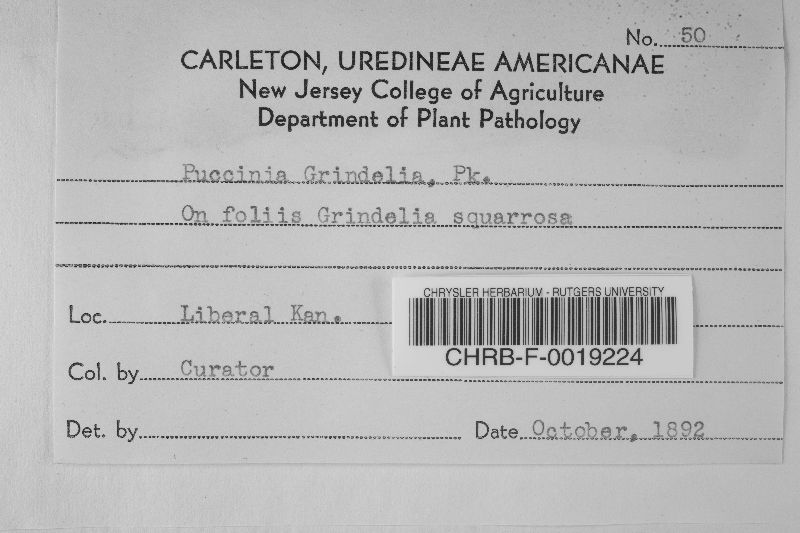 No. 50
CARLETON, UREDINEAE AMERICANAE
New Jersey College of Agriculture
Department of Plant Pathology
Puccinia Grindelia, Pk.
On foliis Grindelia squarrosa
Loc. Liberal Kan.
CHRYSLER HERBARIUM - RUTGERS UNIVERSITY
CHRB-F-0019224
Col. by Curator
Det. by
Date October, 1892